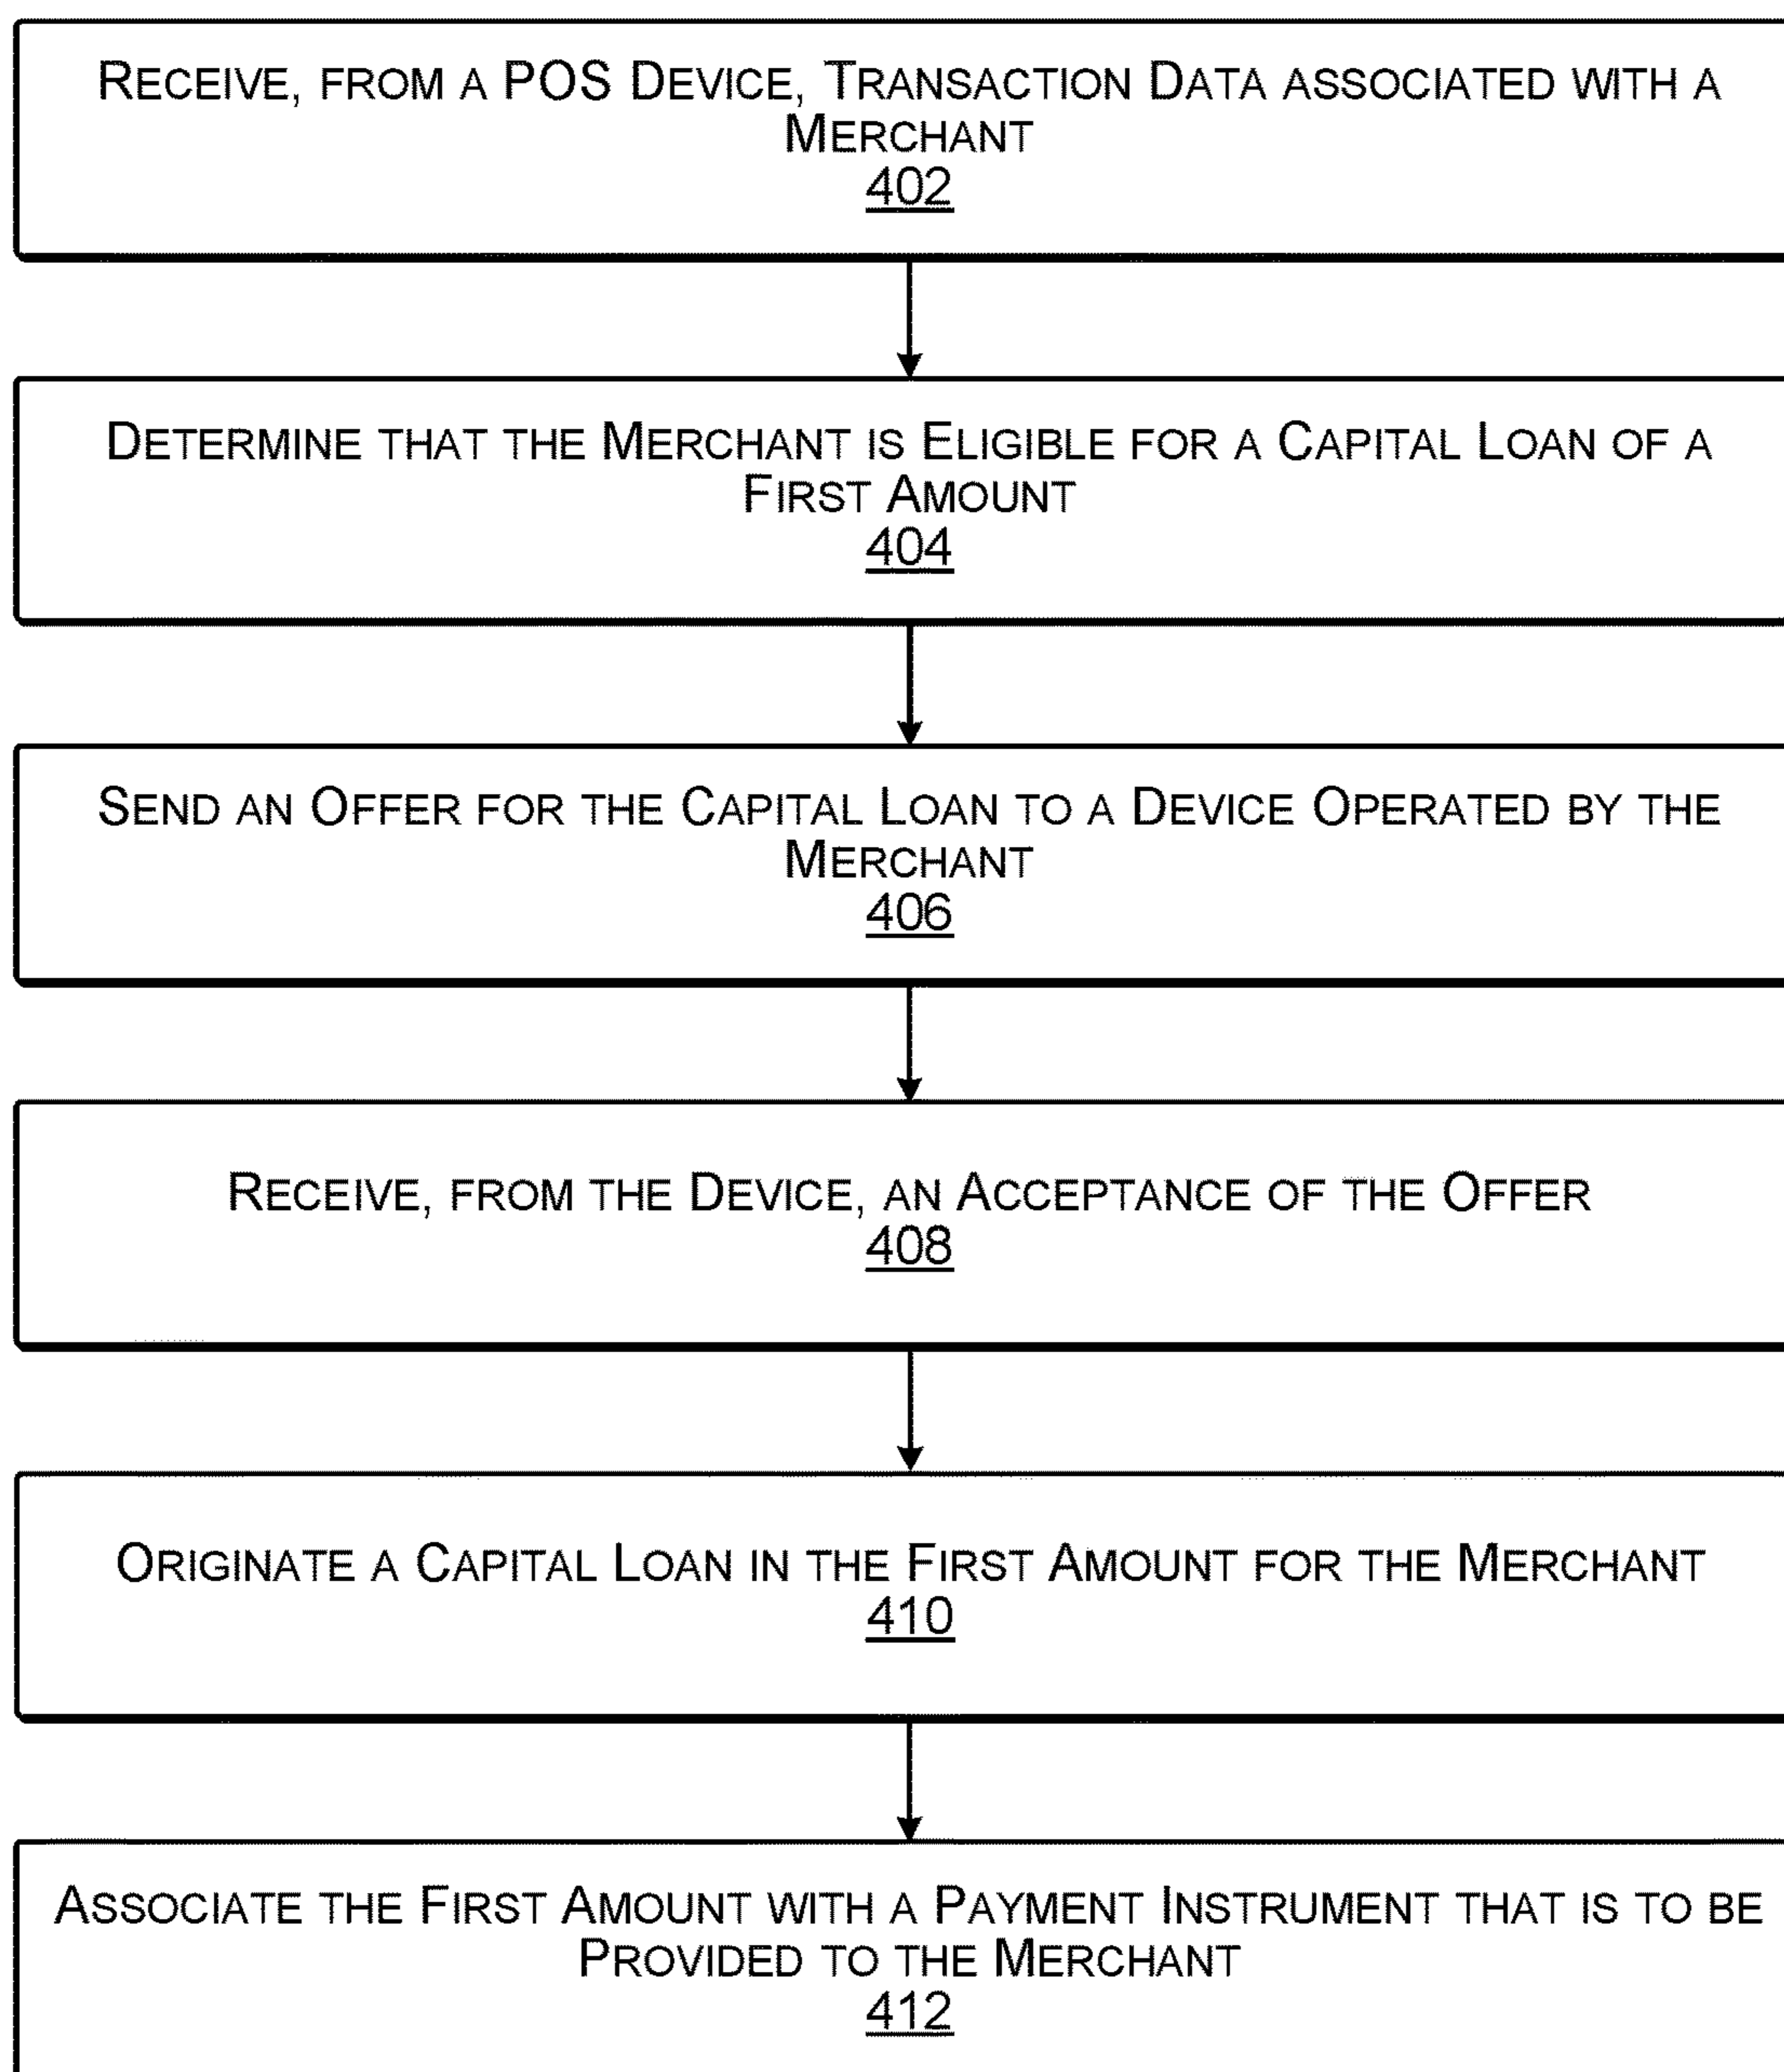 RECEIVE, FROM A POS DEVICE, TRANSACTION DATA ASSOCIATED WITH A
MERCHANT
402
DETERMINE THAT THE MERCHANT IS ELIGIBLE FOR A CAPITAL LOAN OF A
FIRST AMOUNT
404
SEND AN OFFER FOR THE CAPITAL LOAN TO A DEVICE OPERATED BY THE
MERCHANT
406
RECEIVE, FROM THE DEVICE, AN ACCEPTANCE OF THE OFFER
408
ORIGINATE A CAPITAL LOAN IN THE FIRST AMOUNT FOR THE MERCHANT
410
ASSOCIATE THE FIRST AMOUNT WITH A PAYMENT INSTRUMENT THAT IS TO BE
PROVIDED TO THE MERCHANT
412